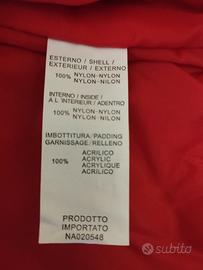 ESTERNO / SHELL /
EXTERIEUR / EXTERNO
100% NYLON-NYLON
NYLON-NILON
INTERNO / INSIDE /
A L'INTERIEUR / ADENTRO
100% NYLON-NYLON
NYLON-NILON
IMBOTTITURA/PADDING
GARNISSAGE/RELLENO
ACRILICO
100% ACRYLIC
ACRYLIQUE
ACRILICO
PRODOTTO
IMPORTATO
NA020548
subito